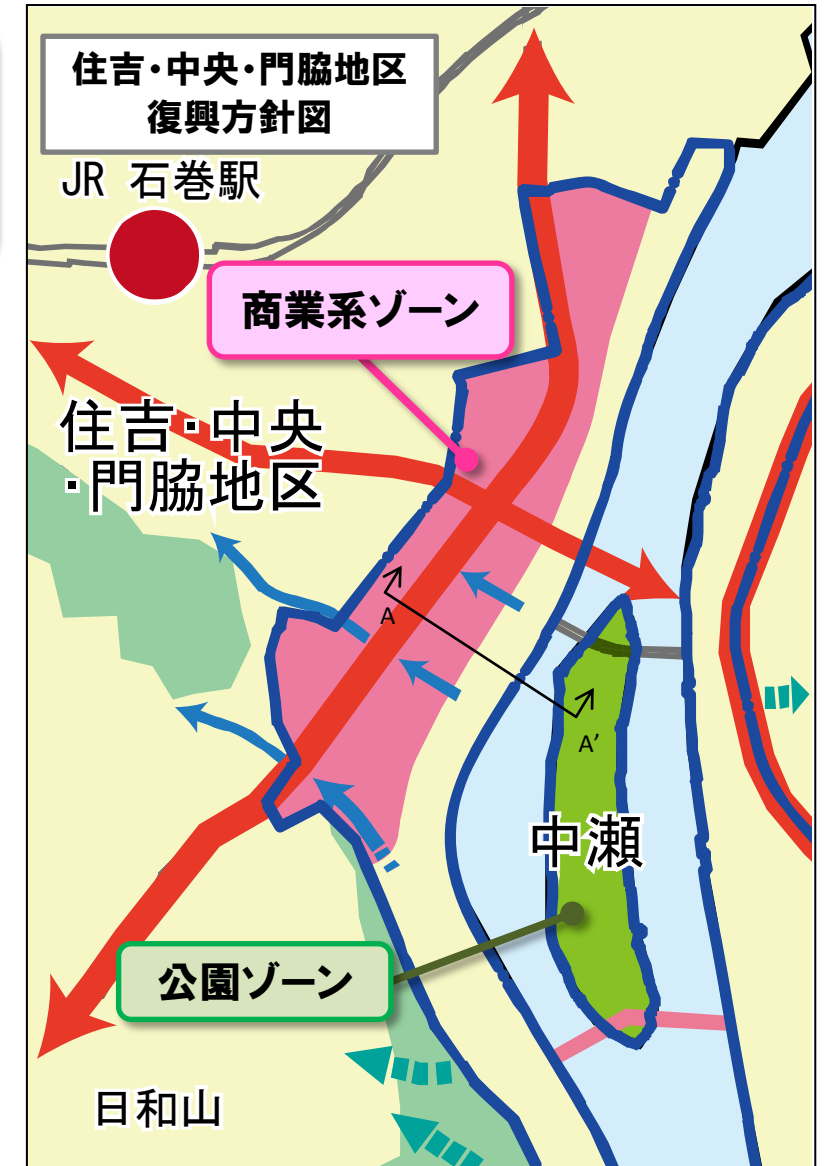 住吉・中央・門脇地区
復興方針図
JR 石巻駅
商業系ゾーン
住吉・中央
・門脇地区
A
A’
中瀬
公園ゾーン
日和山